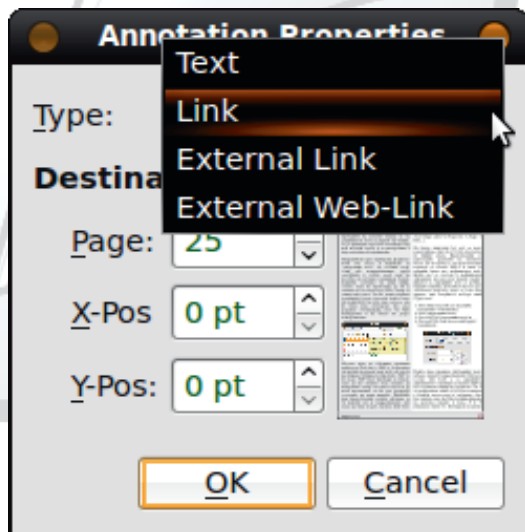 Annotation Properties
Text
Type:
Link
External Link
Destina
External Web-Link
Page: 25
X-Pos 0 pt
Y-Pos: 0 pt
OK Cancel